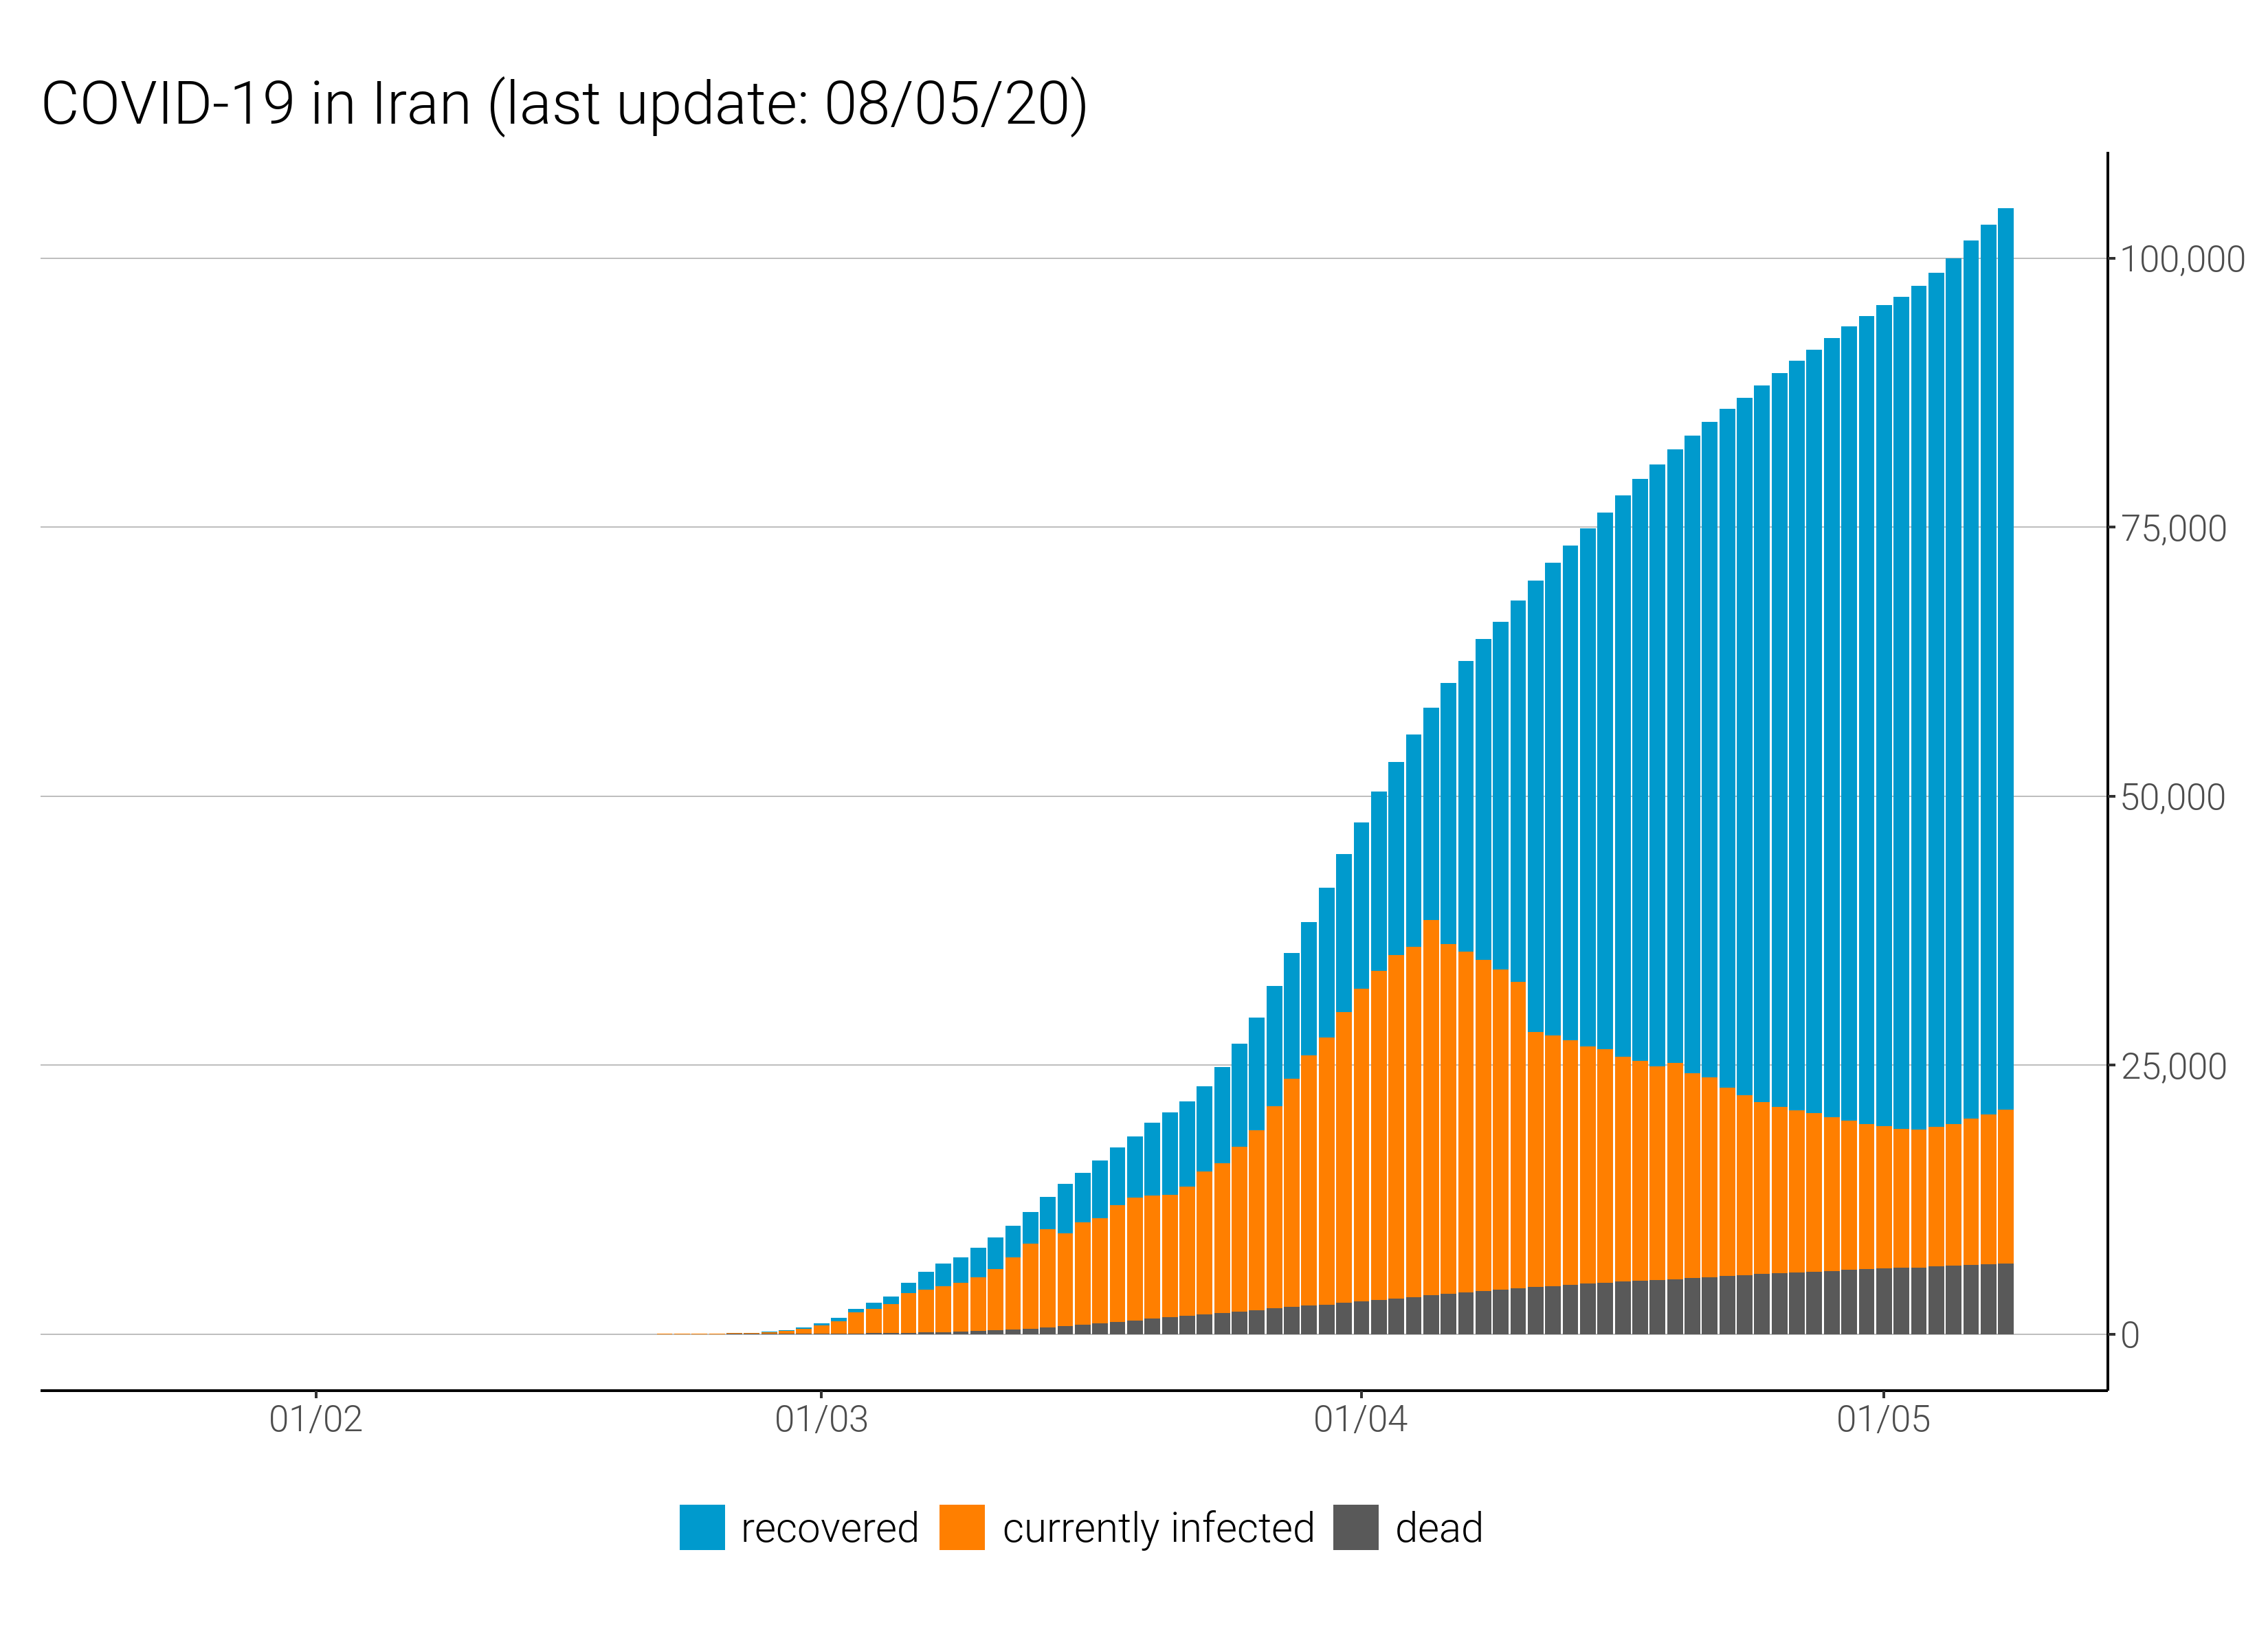 COVID-19 in Iran (last update: 08/05/20)
100,000
75,000
50,000
25,000
0
01/02 01/03 01/04 01/05
recovered currently infected dead